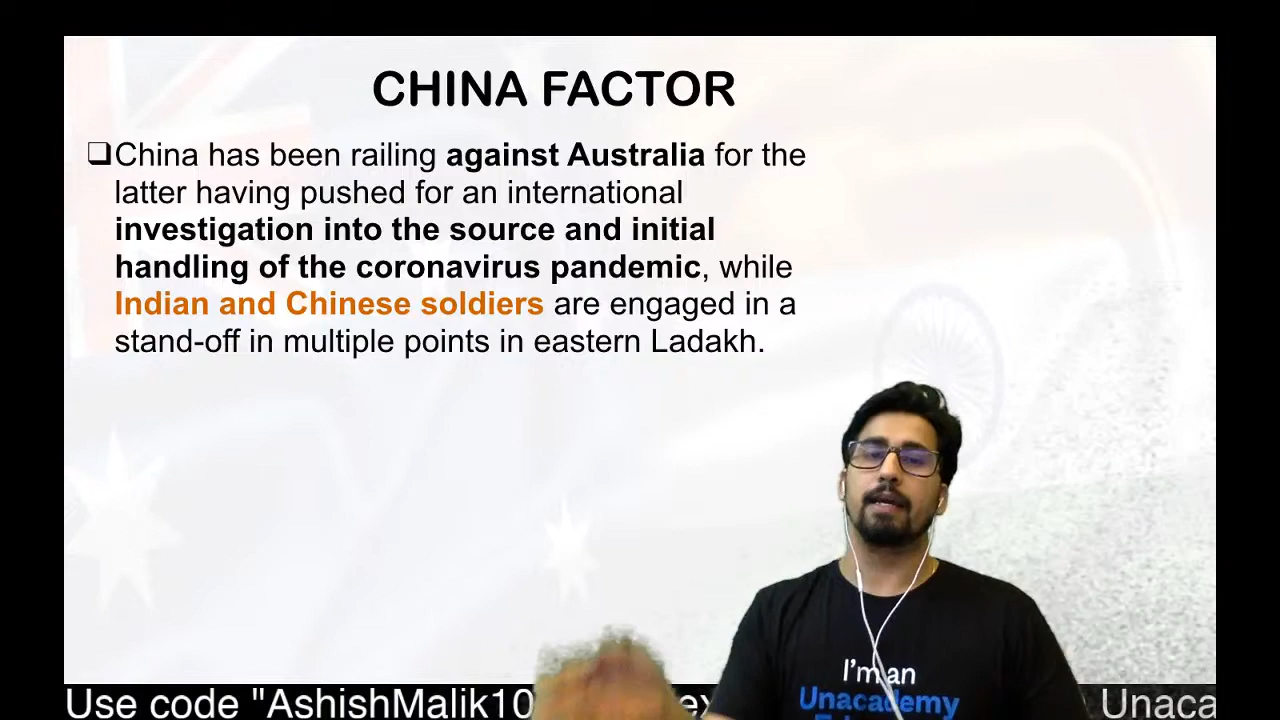 CHINA FACTOR
❑China has been railing against Australia for the
latter having pushed for an international
investigation into the source and initial
handling of the coronavirus pandemic, while
Indian and Chinese soldiers are engaged in a
stand-off in multiple points in eastern Ladakh.
I'm an
Unacademy
Use code "AshishMalik10